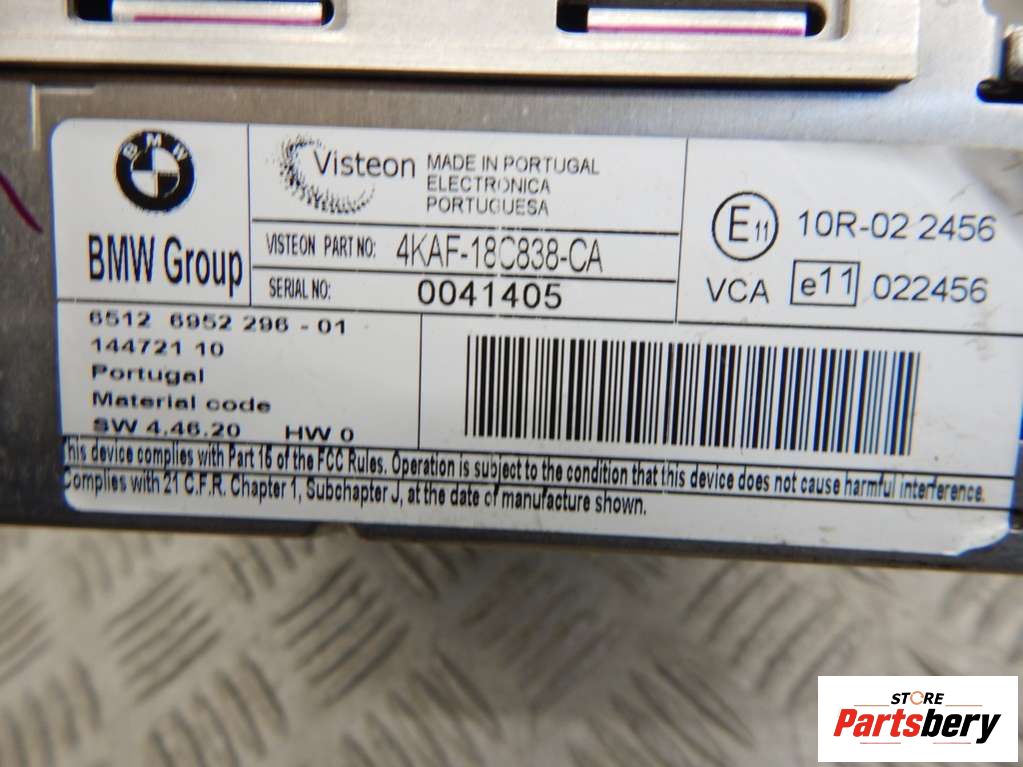 BMW
BMW Group
Visteon
MADE IN PORTUGAL
ELECTRÓNICA
PORTUGUESA
VISTEON PART NO: 4KAF-18C838-CA
SERIAL NO: 0041405
E11 10R-02 2456
VCA e11 022456
6512 6952 296 - 01
144721 10
Portugal
Material code
SW 4.46.20 HW 0
This device complies with Part 15 of the FCC Rules. Operation is subject to the condition that this device does not cause harmful interference.
Complies with 21 C.F.R. Chapter 1, Subchapter J, at the date of manufacture shown.
STORE
Partsbery